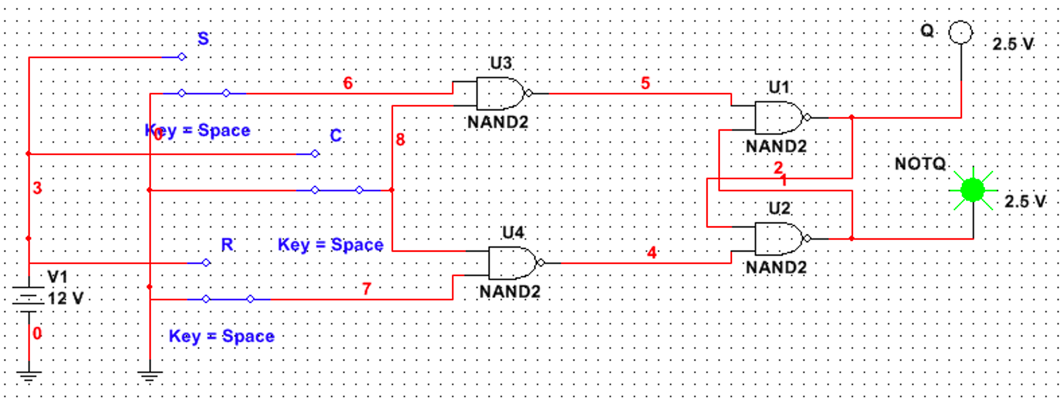 S
Q
2.5 V
6
U3
5
U1
NAND2
Key = Space
0
C
8
NAND2
NOTQ
2
1
3
2.5 V
U2
R
Key = Space
U4
4
NAND2
V1
12 V
7
NAND2
0
Key = Space